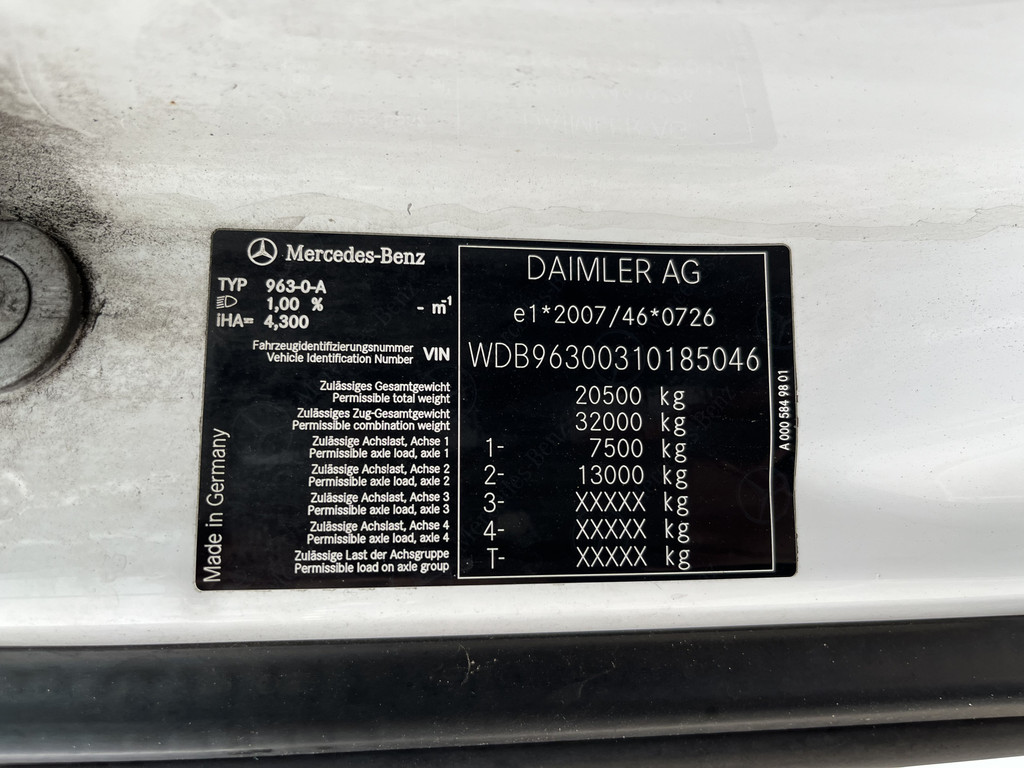 Mercedes-Benz
TYP 963-0-A
1,00 % - m⁻¹
iHA= 4,300
Fahrzeugidentifizierungsnummer
Vehicle Identification Number VIN
Zulässiges Gesamtgewicht
Permissible total weight
Zulässiges Zug-Gesamtgewicht
Permissible combination weight
Zulässige Achslast, Achse 1
Permissible axle load, axle 1
Zulässige Achslast, Achse 2
Permissible axle load, axle 2
Zulässige Achslast, Achse 3
Permissible axle load, axle 3
Zulässige Achslast, Achse 4
Permissible axle load, axle 4
Zulässige Last der Achsgruppe
Permissible load on axle group
Made in Germany
DAIMLER AG
e1*2007/46*0726
WDB96300310185046
20500 kg
32000 kg
1- 7500 kg
2- 13000 kg
3- XXXXX kg
4- XXXXX kg
T- XXXXX kg
A 000 584 98 01